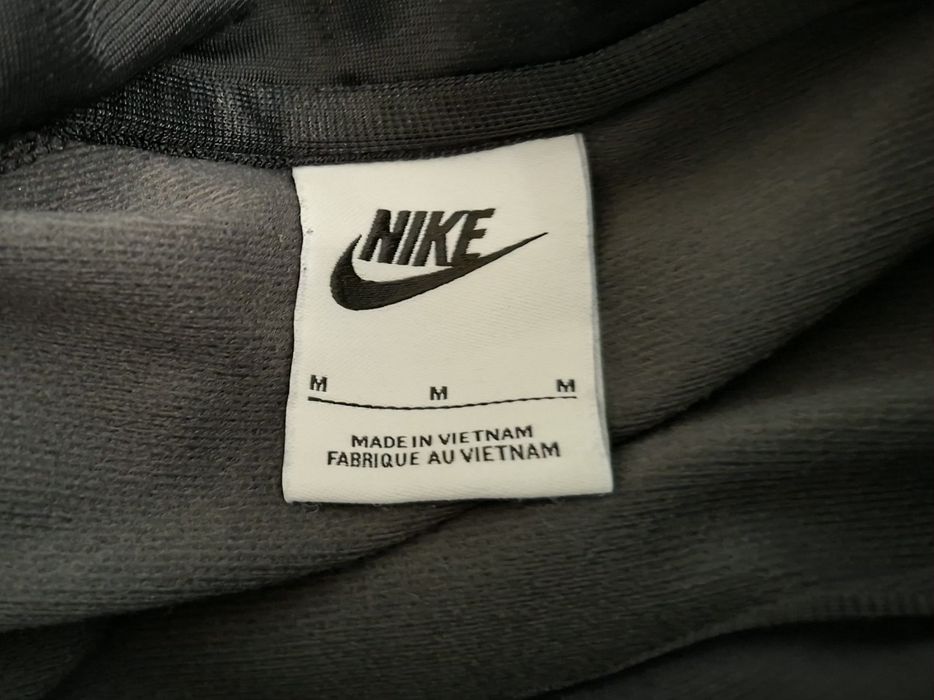 NIKE
M M M
MADE IN VIETNAM
FABRIQUE AU VIETNAM